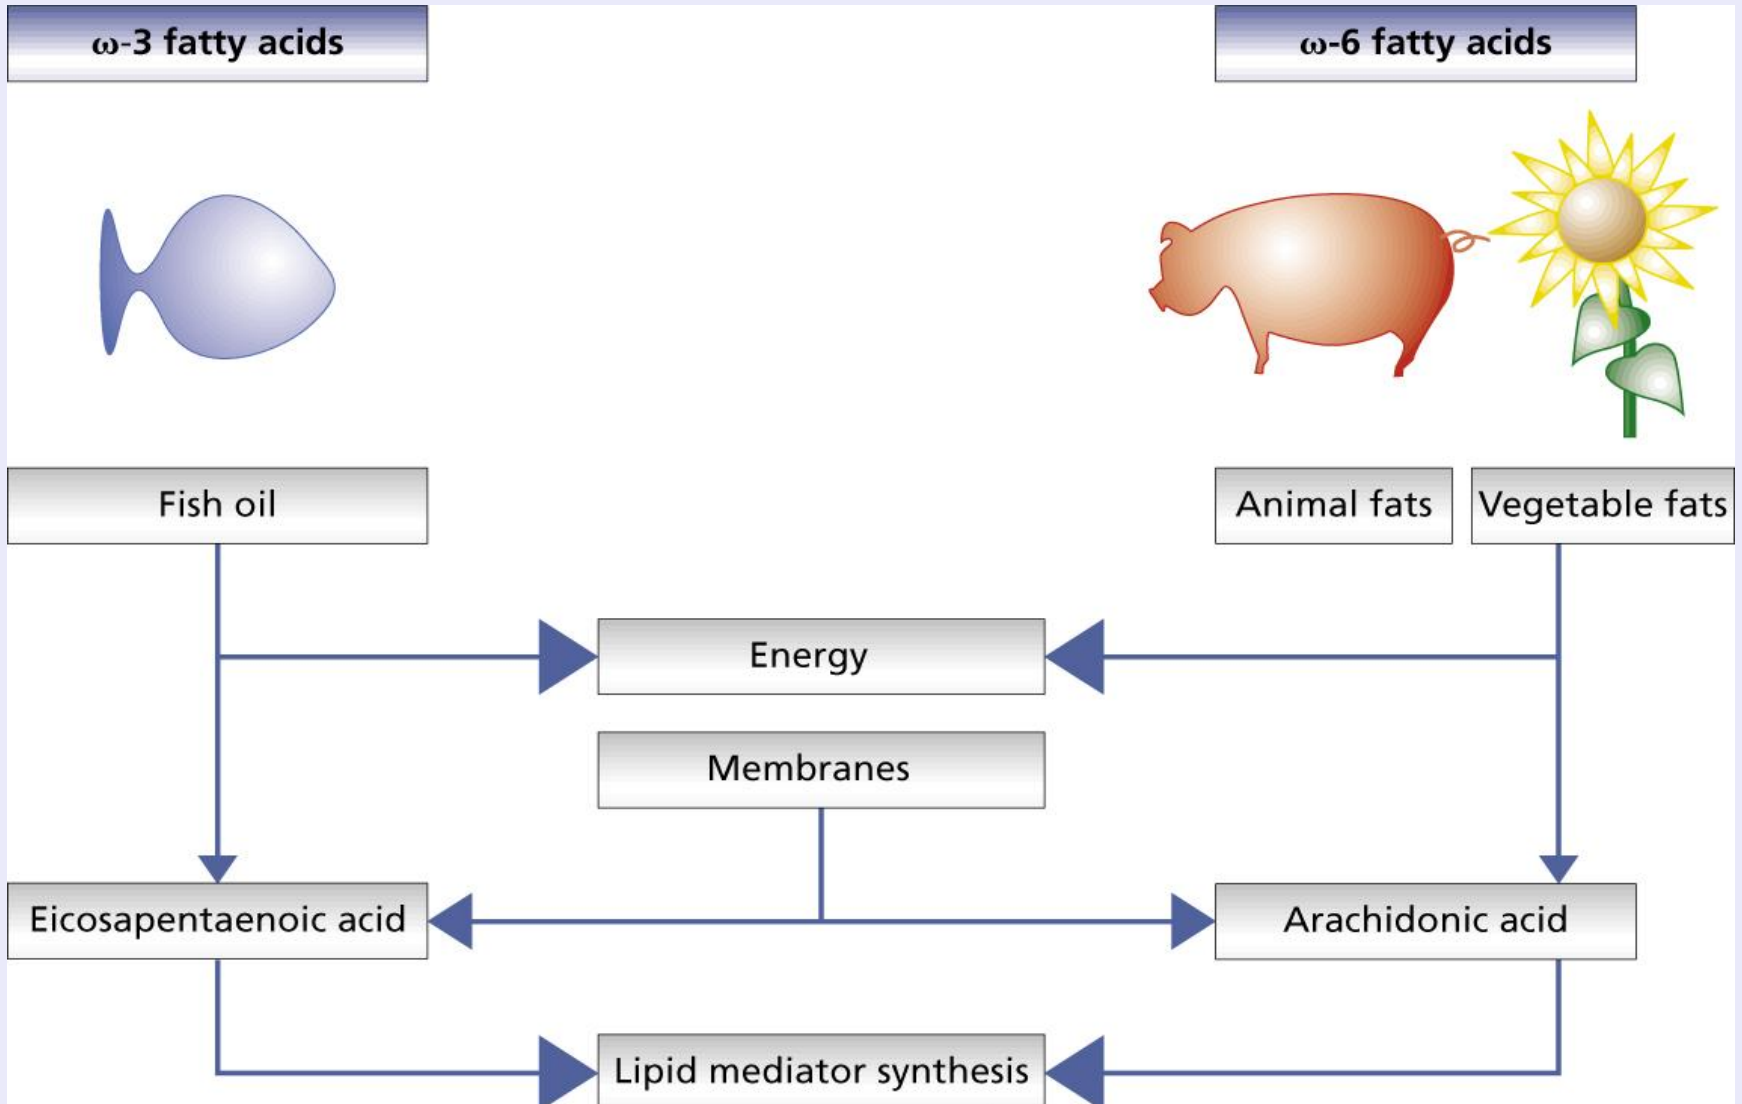 ω-3 fatty acids
ω-6 fatty acids
Fish oil
Animal fats
Vegetable fats
Energy
Membranes
Eicosapentaenoic acid
Arachidonic acid
Lipid mediator synthesis